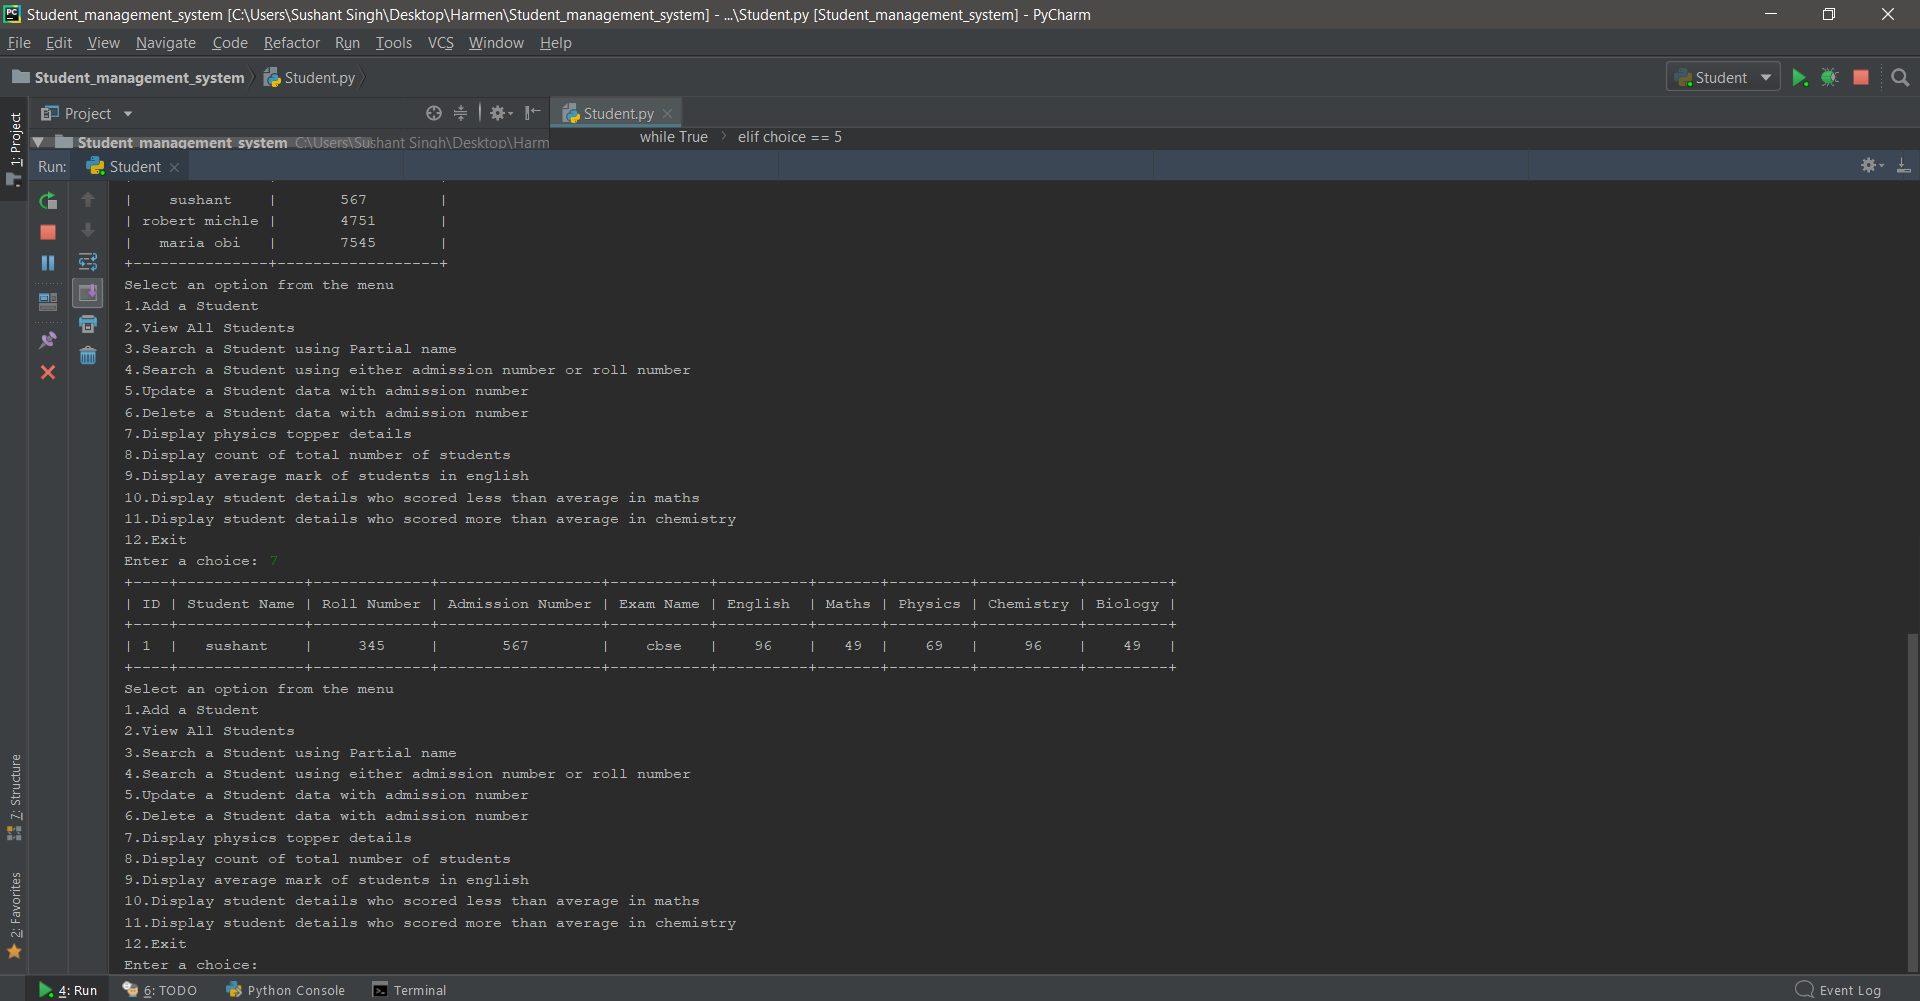 Student_management_system [C:\Users\Sushant Singh\Desktop\Harmen\Student_management_system] - ...\Student.py [Student_management_system] - PyCharm
File Edit View Navigate Code Refactor Run Tools VCS Window Help
Student_management_system Student.py Student
1: Project Project Student.py
Student_management_system C:\Users\Sushant Singh\Desktop\Harm while True elif choice == 5
Run: Student
|    sushant    |       567        |
| robert michle |       4751       |
|   maria obi   |       7545       |
+---------------+------------------+
Select an option from the menu
1.Add a Student
2.View All Students
3.Search a Student using Partial name
4.Search a Student using either admission number or roll number
5.Update a Student data with admission number
6.Delete a Student data with admission number
7.Display physics topper details
8.Display count of total number of students
9.Display average mark of students in english
10.Display student details who scored less than average in maths
11.Display student details who scored more than average in chemistry
12.Exit
Enter a choice: 7
+----+--------------+-------------+------------------+-----------+----------+-------+---------+-----------+---------+
| ID | Student Name | Roll Number | Admission Number | Exam Name | English  | Maths | Physics | Chemistry | Biology |
+----+--------------+-------------+------------------+-----------+----------+-------+---------+-----------+---------+
| 1  |   sushant    |     345     |       567        |    cbse   |    96    |   49  |    69   |     96    |    49   |
+----+--------------+-------------+------------------+-----------+----------+-------+---------+-----------+---------+
Select an option from the menu
1.Add a Student
2.View All Students
3.Search a Student using Partial name
4.Search a Student using either admission number or roll number
5.Update a Student data with admission number
6.Delete a Student data with admission number
7.Display physics topper details
8.Display count of total number of students
9.Display average mark of students in english
10.Display student details who scored less than average in maths
11.Display student details who scored more than average in chemistry
12.Exit
Enter a choice:
7: Structure
2: Favorites
4: Run 6: TODO Python Console Terminal Event Log